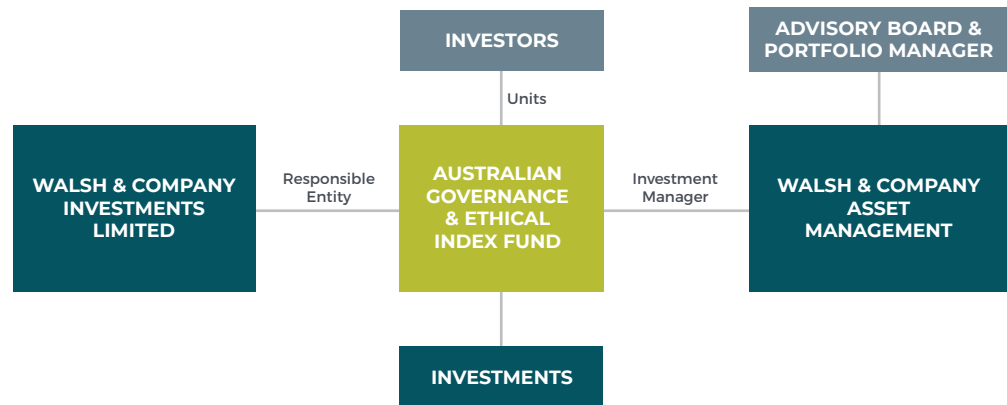 INVESTORS
ADVISORY BOARD &
PORTFOLIO MANAGER
Units
WALSH & COMPANY
INVESTMENTS
LIMITED
Responsible
Entity
AUSTRALIAN
GOVERNANCE
& ETHICAL
INDEX FUND
Investment
Manager
WALSH & COMPANY
ASSET
MANAGEMENT
INVESTMENTS